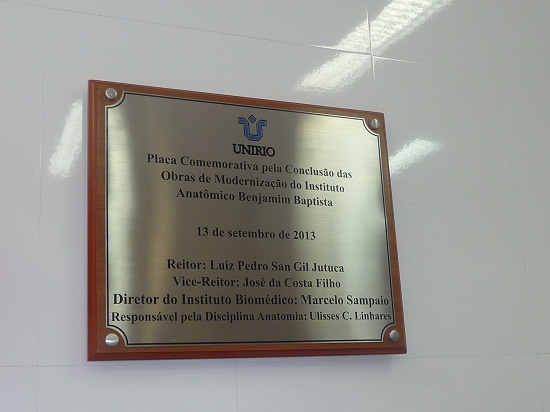 UNIRIO
Placa Comemorativa pela Conclusão das
Obras de Modernização do Instituto
Anatômico Benjamim Baptista
13 de setembro de 2013
Reitor: Luiz Pedro San Gil Jutuca
Vice-Reitor: José da Costa Filho
Diretor do Instituto Biomédico: Marcelo Sampaio
Responsável pela Disciplina Anatomia: Ulisses C. Linhares